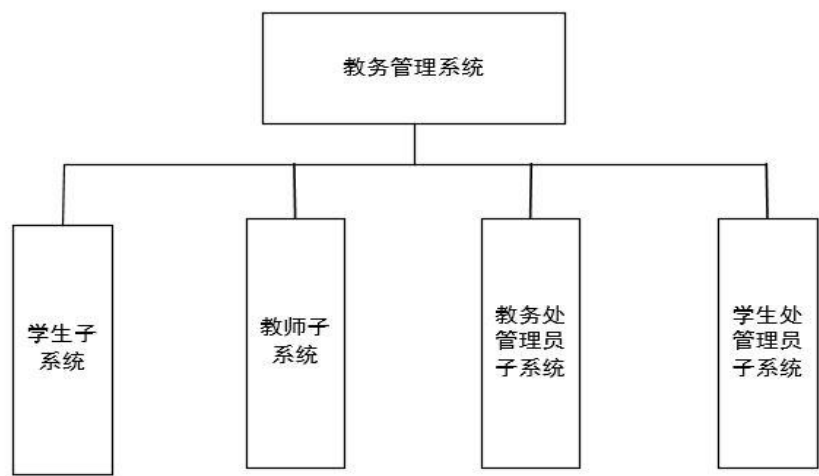 教务管理系统
学生子
系统
教师子
系统
教务处
管理员
子系统
学生处
管理员
子系统